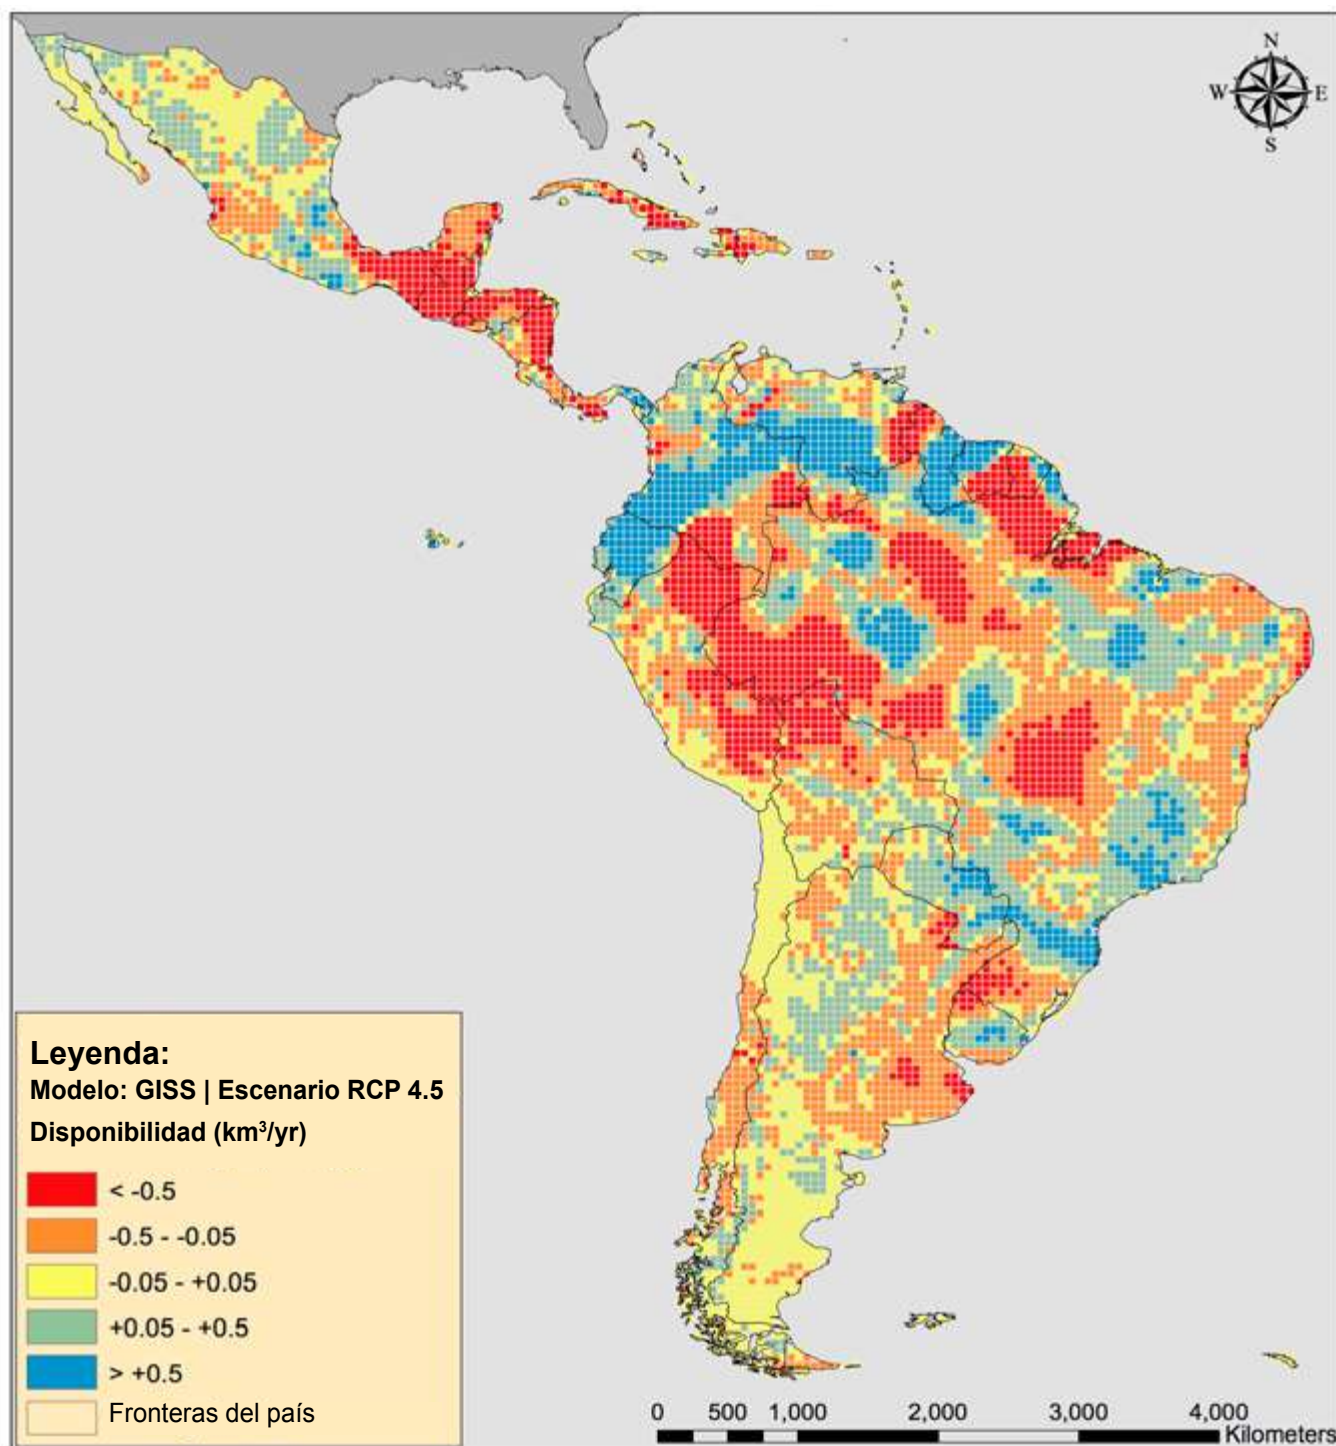 N
W E
S
Leyenda:
Modelo: GISS | Escenario RCP 4.5
Disponibilidad (km³/yr)
< -0.5
-0.5 - -0.05
-0.05 - +0.05
+0.05 - +0.5
> +0.5
Fronteras del país
0 500 1,000 2,000 3,000 4,000
Kilometers